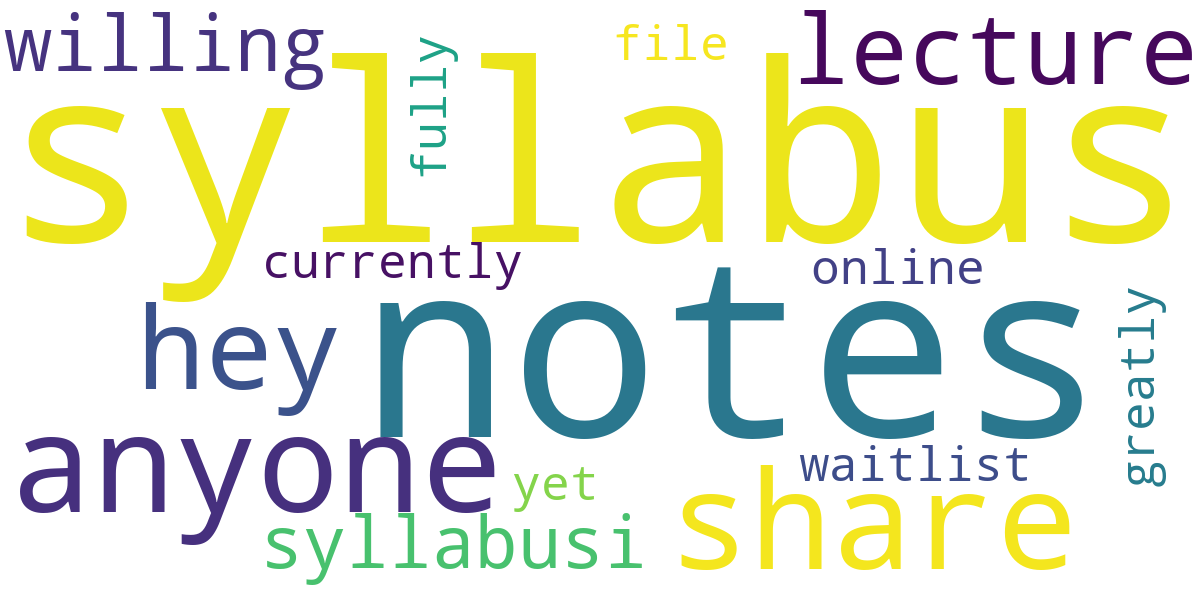 willing
file
lecture
fully
syllabus
currently
online
hey
notes
greatly
anyone
waitlist
yet
share
syllabusi